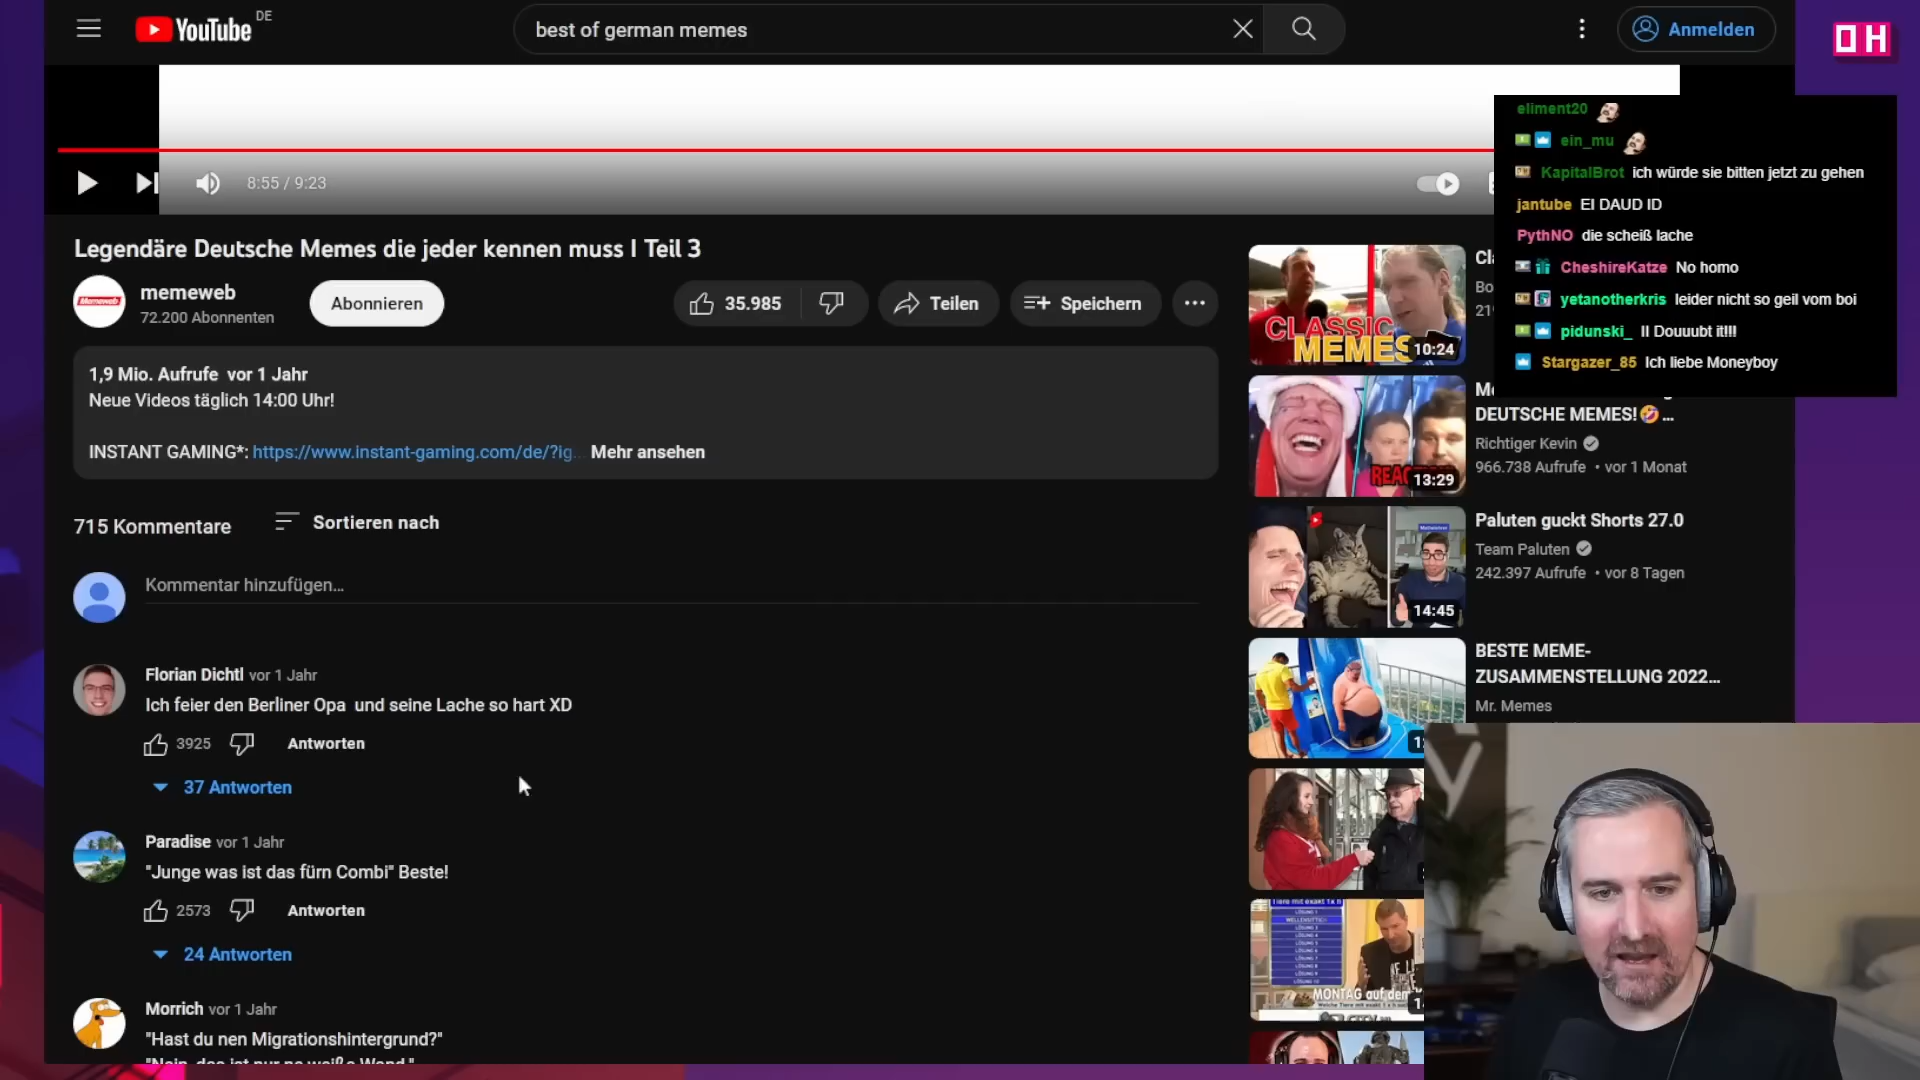 YouTube DE
best of german memes
Anmelden
OH
8:55 / 9:23
eliment20
ein_mu
KapitalBrot ich würde sie bitten jetzt zu gehen
jantube EI DAUD ID
PythNO die scheiß lache
CheshireKatze No homo
yetanotherkris leider nicht so geil vom boi
pidunski_ II Douuubt it!!!
Stargazer_85 Ich liebe Moneyboy
Legendäre Deutsche Memes die jeder kennen muss I Teil 3
memeweb
72.200 Abonnenten
Abonnieren
35.985
Teilen
Speichern
1,9 Mio. Aufrufe vor 1 Jahr
Neue Videos täglich 14:00 Uhr!
INSTANT GAMING*: https://www.instant-gaming.com/de/?ig... Mehr ansehen
715 Kommentare
Sortieren nach
Kommentar hinzufügen...
Florian Dichtl vor 1 Jahr
Ich feier den Berliner Opa und seine Lache so hart XD
3925
Antworten
37 Antworten
Paradise vor 1 Jahr
"Junge was ist das fürn Combi" Beste!
2573
Antworten
24 Antworten
Morrich vor 1 Jahr
"Hast du nen Migrationshintergrund?"
"Nein, das ist nur ne weiße Wand."
CLASSIC
MEMES
10:24
DEUTSCHE MEMES!🤣...
Richtiger Kevin
966.738 Aufrufe • vor 1 Monat
13:29
Paluten guckt Shorts 27.0
Team Paluten
242.397 Aufrufe • vor 8 Tagen
14:45
BESTE MEME-
ZUSAMMENSTELLUNG 2022...
Mr. Memes
MONTAG auf dem